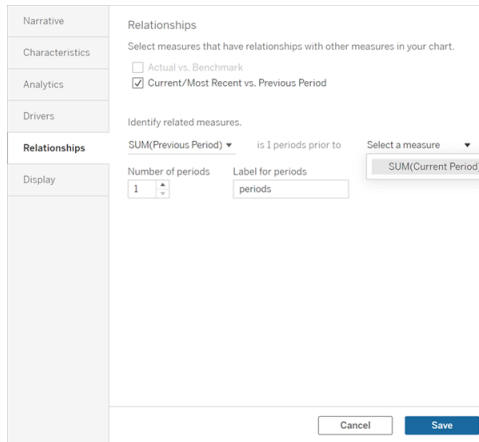 Narrative
Characteristics
Analytics
Drivers
Relationships
Display
Relationships
Select measures that have relationships with other measures in your chart.
Actual vs. Benchmark
Current/Most Recent vs. Previous Period
Identify related measures.
SUM(Previous Period) is 1 periods prior to Select a measure
SUM(Current Period)
Number of periods Label for periods
1 periods
Cancel Save